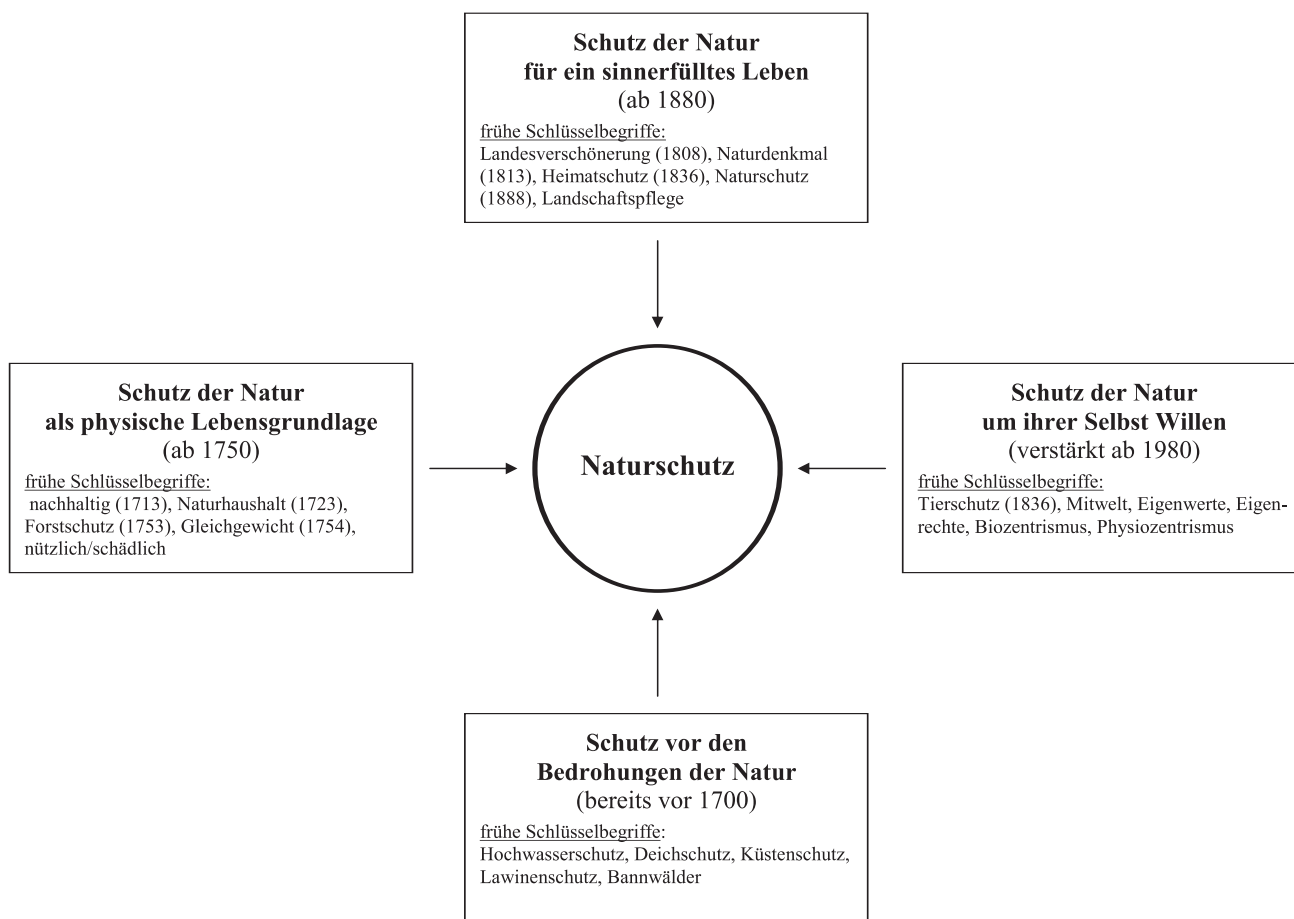 Schutz der Natur
für ein sinnerfülltes Leben
(ab 1880)
frühe Schlüsselbegriffe:
Landesverschönerung (1808), Naturdenkmal
(1813), Heimatschutz (1836), Naturschutz
(1888), Landschaftspflege
Schutz der Natur
als physische Lebensgrundlage
(ab 1750)
frühe Schlüsselbegriffe:
nachhaltig (1713), Naturhaushalt (1723),
Forstschutz (1753), Gleichgewicht (1754),
nützlich/schädlich
Naturschutz
Schutz der Natur
um ihrer Selbst Willen
(verstärkt ab 1980)
frühe Schlüsselbegriffe:
Tierschutz (1836), Mitwelt, Eigenwerte, Eigen-
rechte, Biozentrismus, Physiozentrismus
Schutz vor den
Bedrohungen der Natur
(bereits vor 1700)
frühe Schlüsselbegriffe:
Hochwasserschutz, Deichschutz, Küstenschutz,
Lawinenschutz, Bannwälder